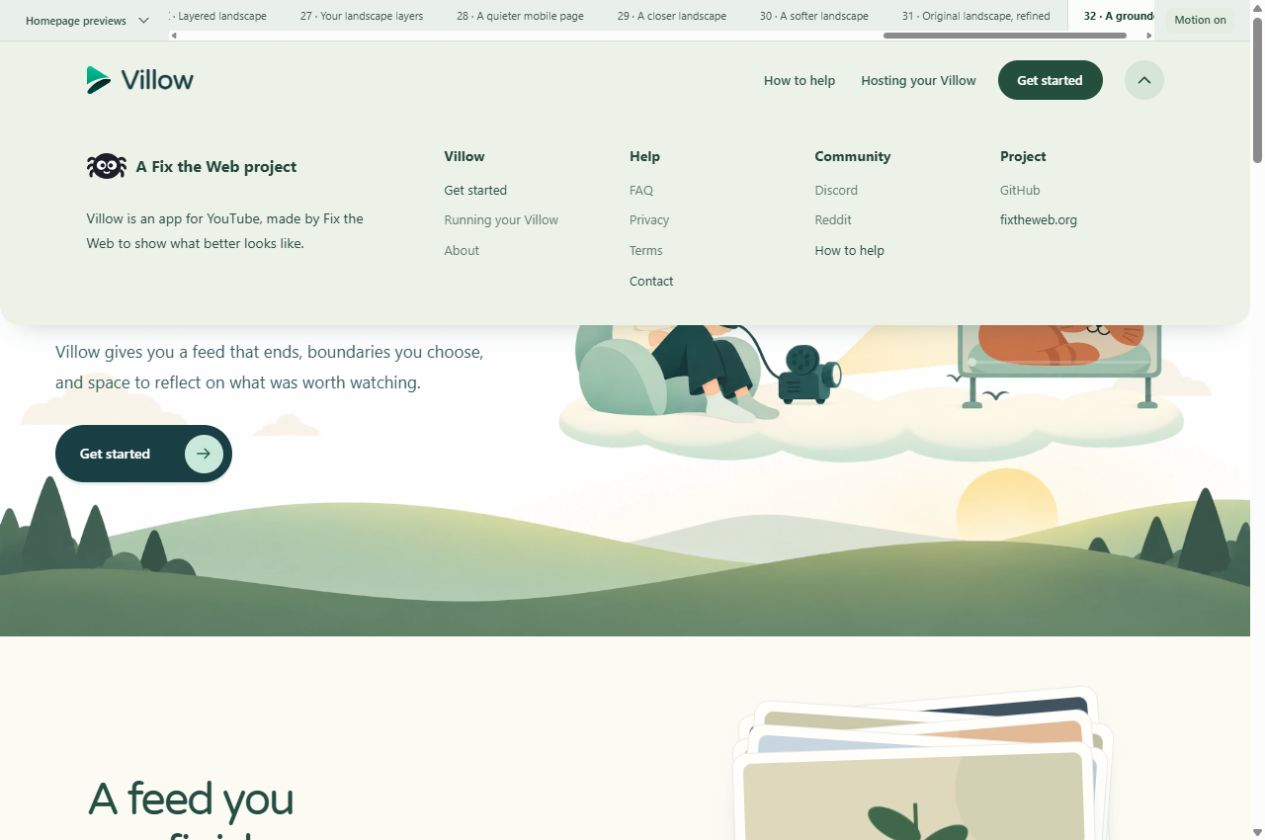 Homepage previews
· Layered landscape
27 · Your landscape layers
28 · A quieter mobile page
29 · A closer landscape
30 · A softer landscape
31 · Original landscape, refined
32 · A ground
Motion on
Villow
How to help
Hosting your Villow
Get started
A Fix the Web project
Villow is an app for YouTube, made by Fix the
Web to show what better looks like.
Villow
Get started
Running your Villow
About
Help
FAQ
Privacy
Terms
Contact
Community
Discord
Reddit
How to help
Project
GitHub
fixtheweb.org
Villow gives you a feed that ends, boundaries you choose,
and space to reflect on what was worth watching.
Get started
A feed you